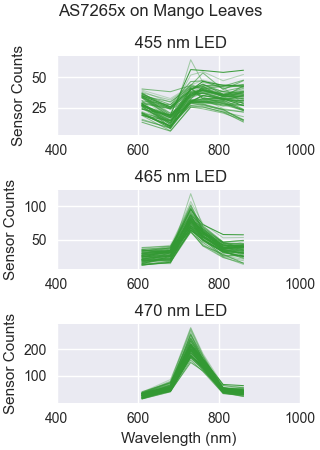 AS7265x on Mango Leaves
455 nm LED
Sensor Counts
50
25
400 600 800 1000
465 nm LED
Sensor Counts
100
50
400 600 800 1000
470 nm LED
Sensor Counts
200
100
400 600 800 1000
Wavelength (nm)